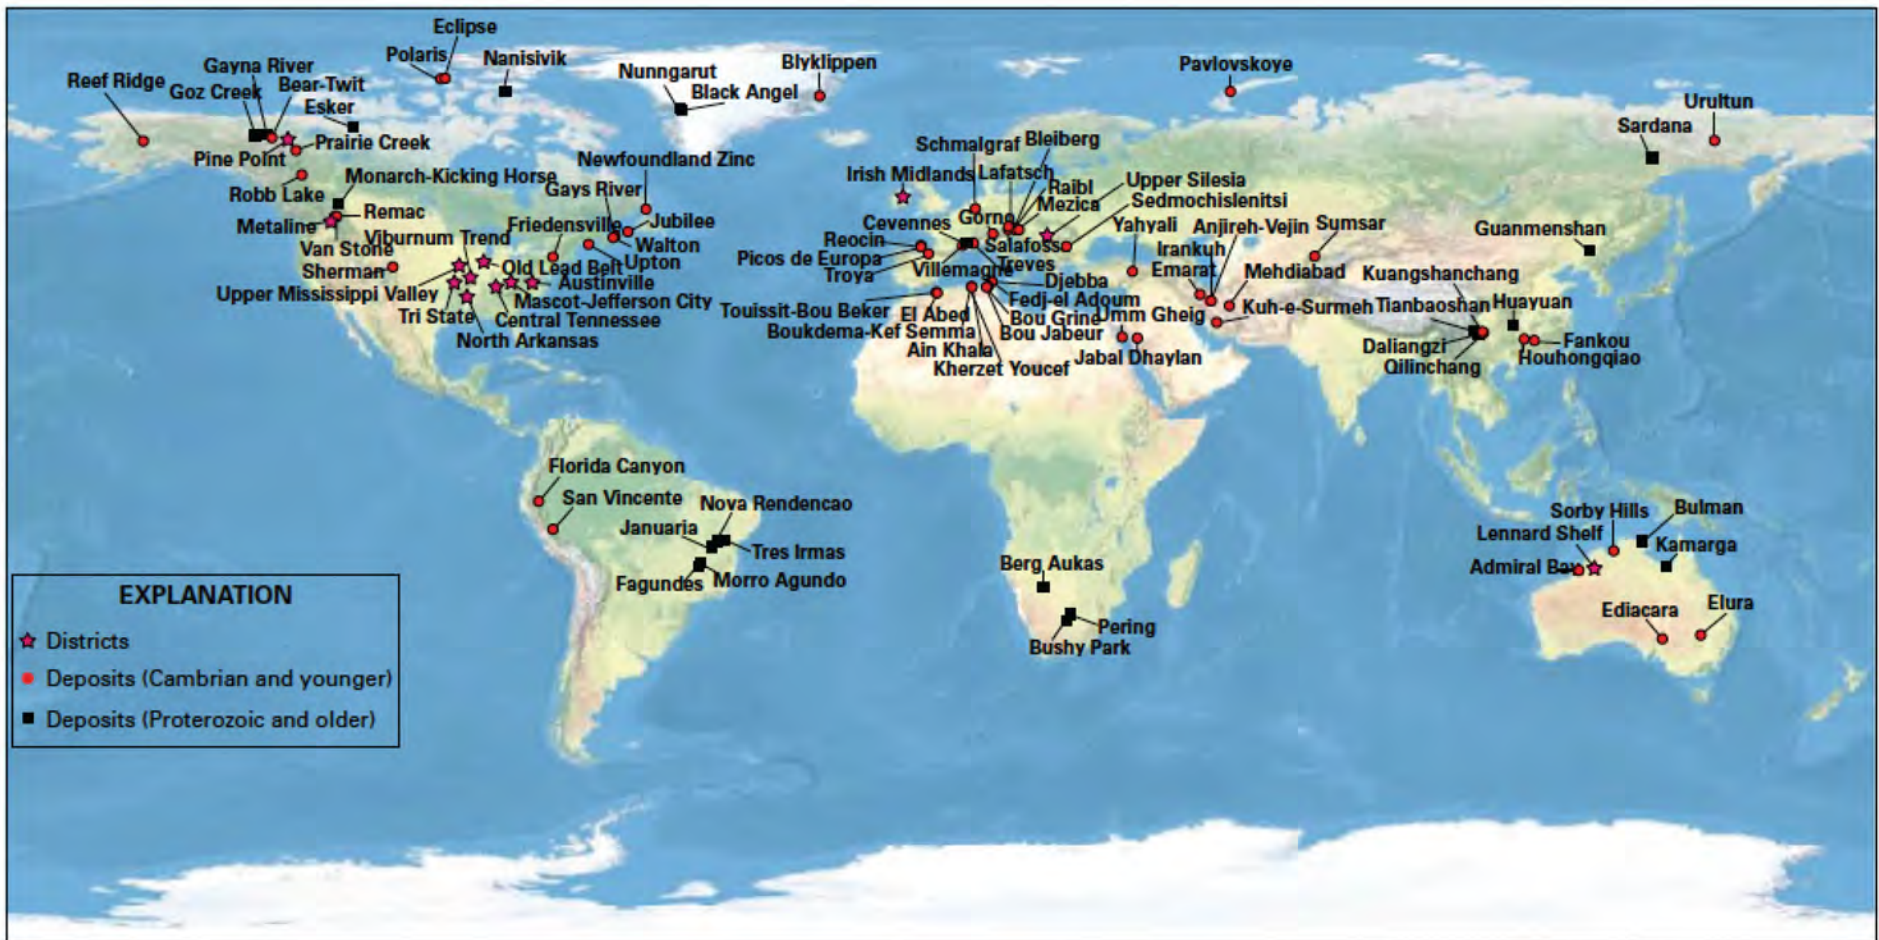 Eclipse
Polaris
Nanisivik
Gayna River
Reef Ridge
Goz Creek
Bear-Twit
Esker
Nunngarut
Black Angel
Blyklippen
Pavlovskoye
Urultun
Sardana
Prairie Creek
Pine Point
Robb Lake
Monarch-Kicking Horse
Newfoundland Zinc
Gays River
Schmalgraf
Bleiberg
Irish Midlands
Lafatsch
Raibl
Mezica
Upper Silesia
Sedmochislenitsi
Metaline
Remac
Friedensville
Jubilee
Cevennes
Gorno
Yahyali
Anjireh-Vejin
Sumsar
Guanmenshan
Van Stone
Viburnum Trend
Walton
Reocin
Salafossa
Irankuh
Sherman
Old Lead Belt
Upton
Picos de Europa
Villemagne
Treves
Emarat
Mehdiabad
Kuangshanchang
Upper Mississippi Valley
Austinville
Troya
Djebba
Tri State
Mascot-Jefferson City
Touissit-Bou Beker
El Abed
Fedj-el Adoum
Umm Gheig
Kuh-e-Surmeh
Tianbaoshan
Huayuan
Central Tennessee
Boukdema-Kef Semma
Bou Grine
Bou Jabeur
North Arkansas
Ain Khala
Kherzet Youcef
Jabal Dhaylan
Daliangzi
Fankou
Qilinchang
Houhongqiao
Florida Canyon
San Vincente
Nova Rendencao
Januaria
Tres Irmas
Fagundes
Morro Agundo
Berg Aukas
Pering
Bushy Park
Sorby Hills
Bulman
Lennard Shelf
Kamarga
Admiral Bay
Ediacara
Elura
EXPLANATION
Districts
Deposits (Cambrian and younger)
Deposits (Proterozoic and older)